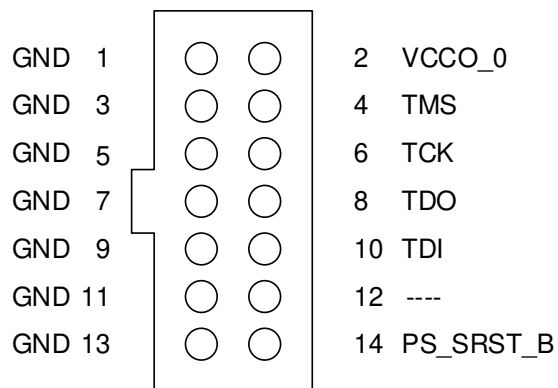 GND 1 2 VCCO_0
GND 3 4 TMS
GND 5 6 TCK
GND 7 8 TDO
GND 9 10 TDI
GND 11 12 ----
GND 13 14 PS_SRST_B